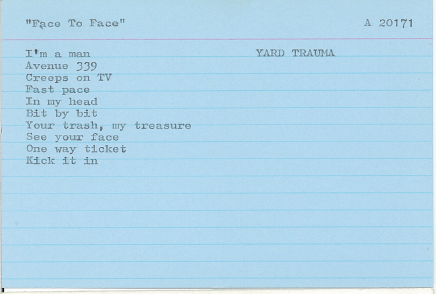 "Face To Face" A 20171
I'm a man YARD TRAUMA
Avenue 339
Creeps on TV
Fast pace
In my head
Bit by bit
Your trash, my treasure
See your face
One way ticket
Kick it in